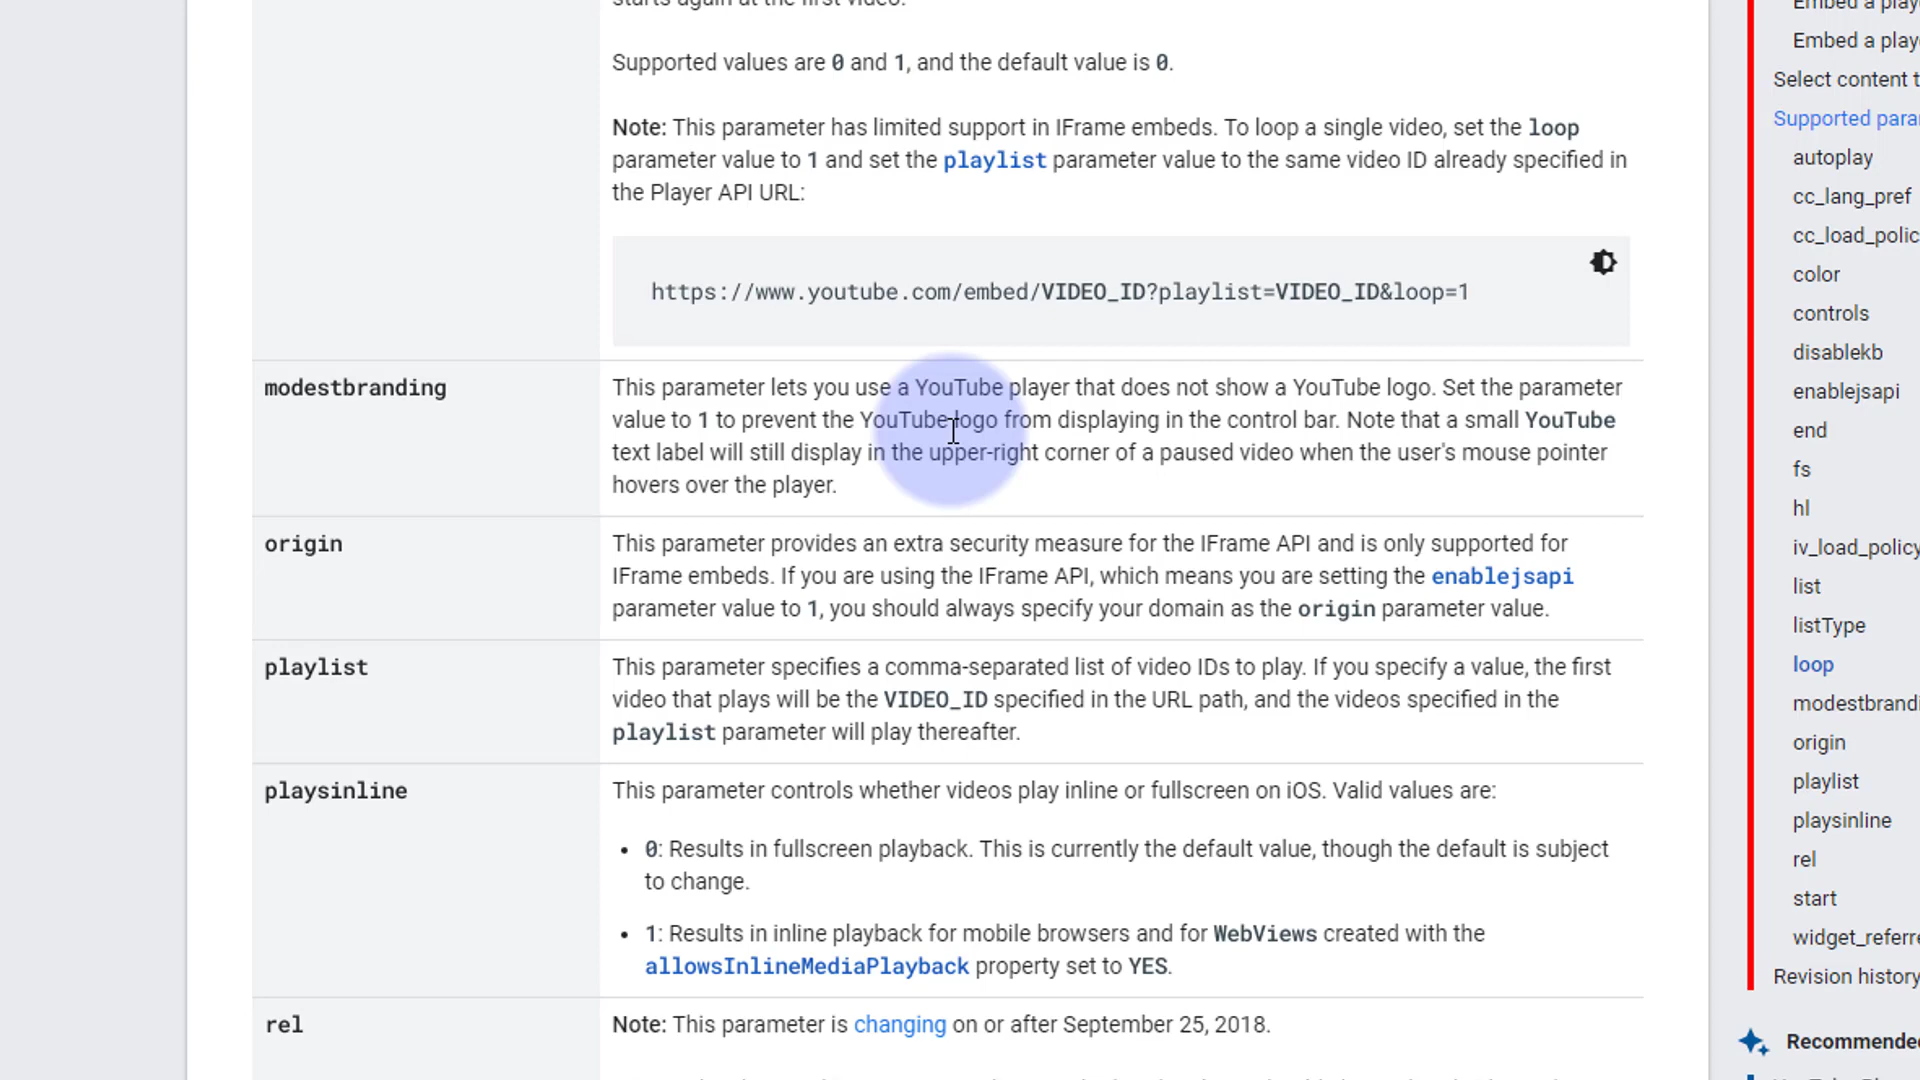 Supported values are 0 and 1, and the default value is 0.
Note: This parameter has limited support in IFrame embeds. To loop a single video, set the loop
parameter value to 1 and set the playlist parameter value to the same video ID already specified in
the Player API URL:
https://www.youtube.com/embed/VIDEO_ID?playlist=VIDEO_ID&loop=1
modestbranding
This parameter lets you use a YouTube player that does not show a YouTube logo. Set the parameter
value to 1 to prevent the YouTube logo from displaying in the control bar. Note that a small YouTube
text label will still display in the upper-right corner of a paused video when the user's mouse pointer
hovers over the player.
origin
This parameter provides an extra security measure for the IFrame API and is only supported for
IFrame embeds. If you are using the IFrame API, which means you are setting the enablejsapi
parameter value to 1, you should always specify your domain as the origin parameter value.
playlist
This parameter specifies a comma-separated list of video IDs to play. If you specify a value, the first
video that plays will be the VIDEO_ID specified in the URL path, and the videos specified in the
playlist parameter will play thereafter.
playsinline
This parameter controls whether videos play inline or fullscreen on iOS. Valid values are:
• 0: Results in fullscreen playback. This is currently the default value, though the default is subject
to change.
• 1: Results in inline playback for mobile browsers and for WebViews created with the
allowsInlineMediaPlayback property set to YES.
rel
Note: This parameter is changing on or after September 25, 2018.
Embed a play
Embed a play
Select content t
Supported para
autoplay
cc_lang_pref
cc_load_polic
color
controls
disablekb
enablejsapi
end
fs
hl
iv_load_policy
list
listType
loop
modestbrandi
origin
playlist
playsinline
rel
start
widget_referre
Revision history
Recommende